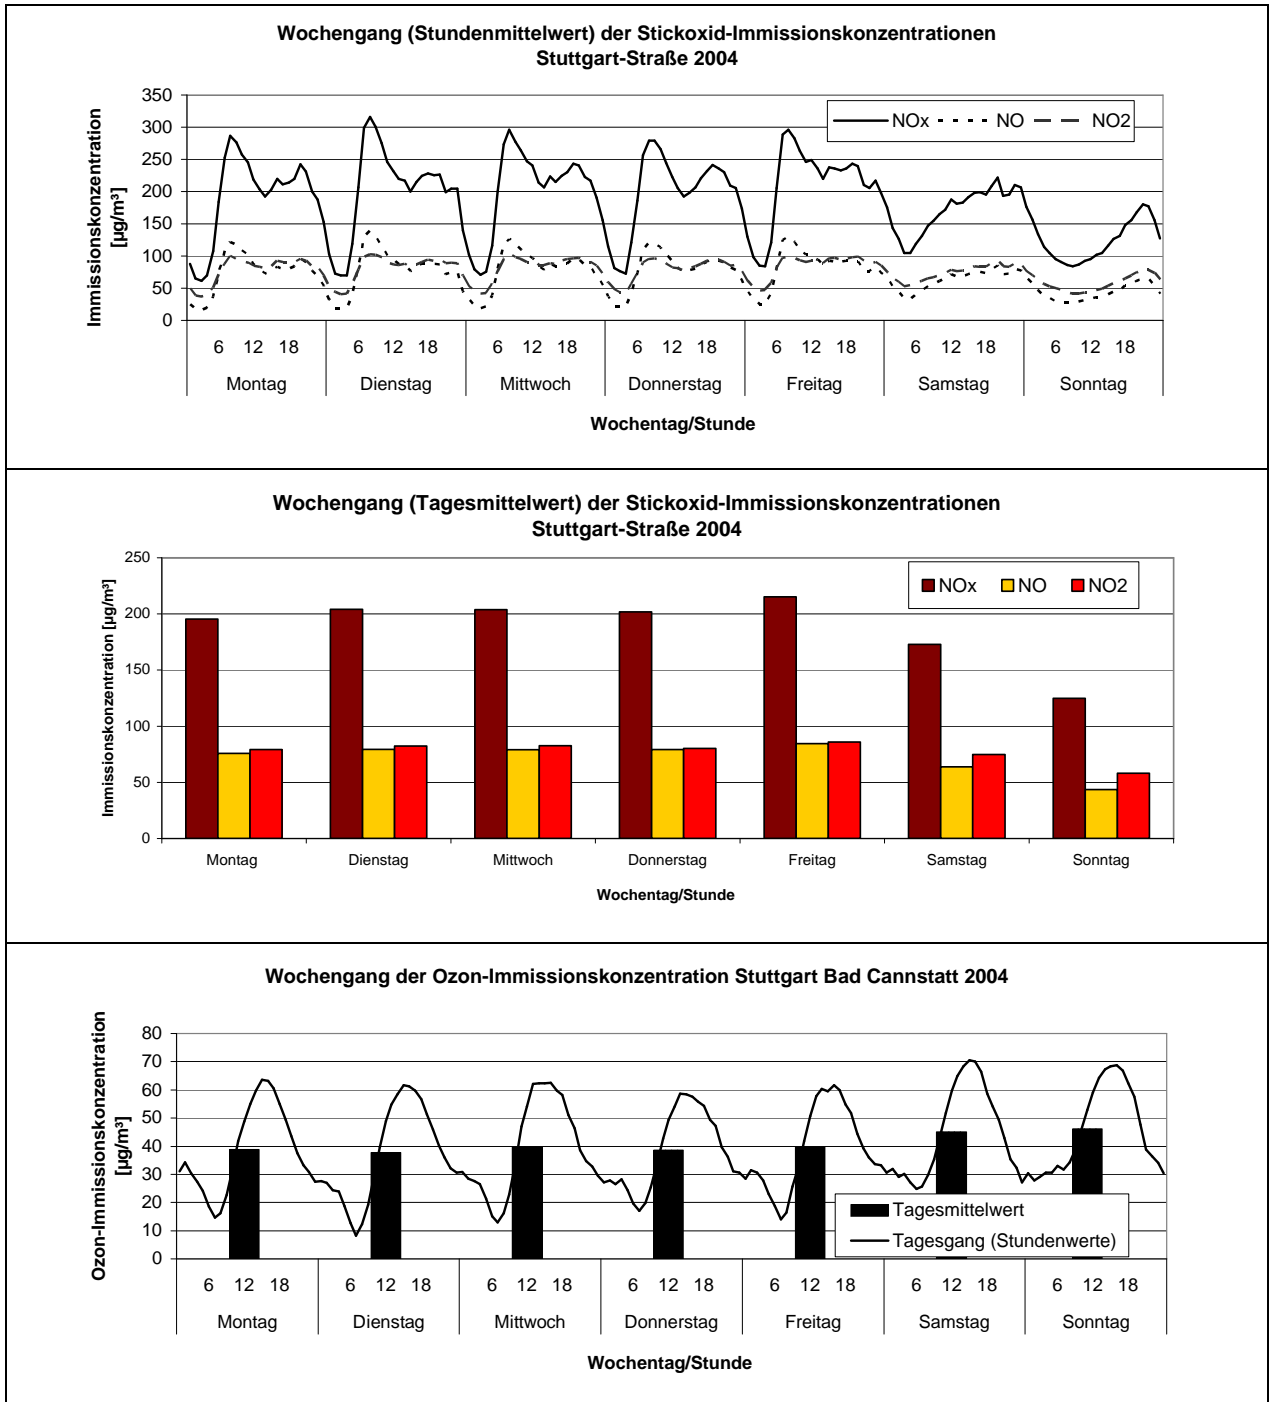 Wochengang (Stundenmittelwert) der Stickoxid-Immissionskonzentrationen
Stuttgart-Straße 2004
Immissionskonzentration
[µg/m³]
350
300
250
200
150
100
50
0
NOx NO NO2
6 12 18 6 12 18 6 12 18 6 12 18 6 12 18 6 12 18 6 12 18
Montag Dienstag Mittwoch Donnerstag Freitag Samstag Sonntag
Wochentag/Stunde
Wochengang (Tagesmittelwert) der Stickoxid-Immissionskonzentrationen
Stuttgart-Straße 2004
Immissionskonzentration [µg/m³]
250
200
150
100
50
0
NOx NO NO2
Montag Dienstag Mittwoch Donnerstag Freitag Samstag Sonntag
Wochentag/Stunde
Wochengang der Ozon-Immissionskonzentration Stuttgart Bad Cannstatt 2004
Ozon-Immissionskonzentration
[µg/m³]
80
70
60
50
40
30
20
10
0
Tagesmittelwert
Tagesgang (Stundenwerte)
6 12 18 6 12 18 6 12 18 6 12 18 6 12 18 6 12 18 6 12 18
Montag Dienstag Mittwoch Donnerstag Freitag Samstag Sonntag
Wochentag/Stunde